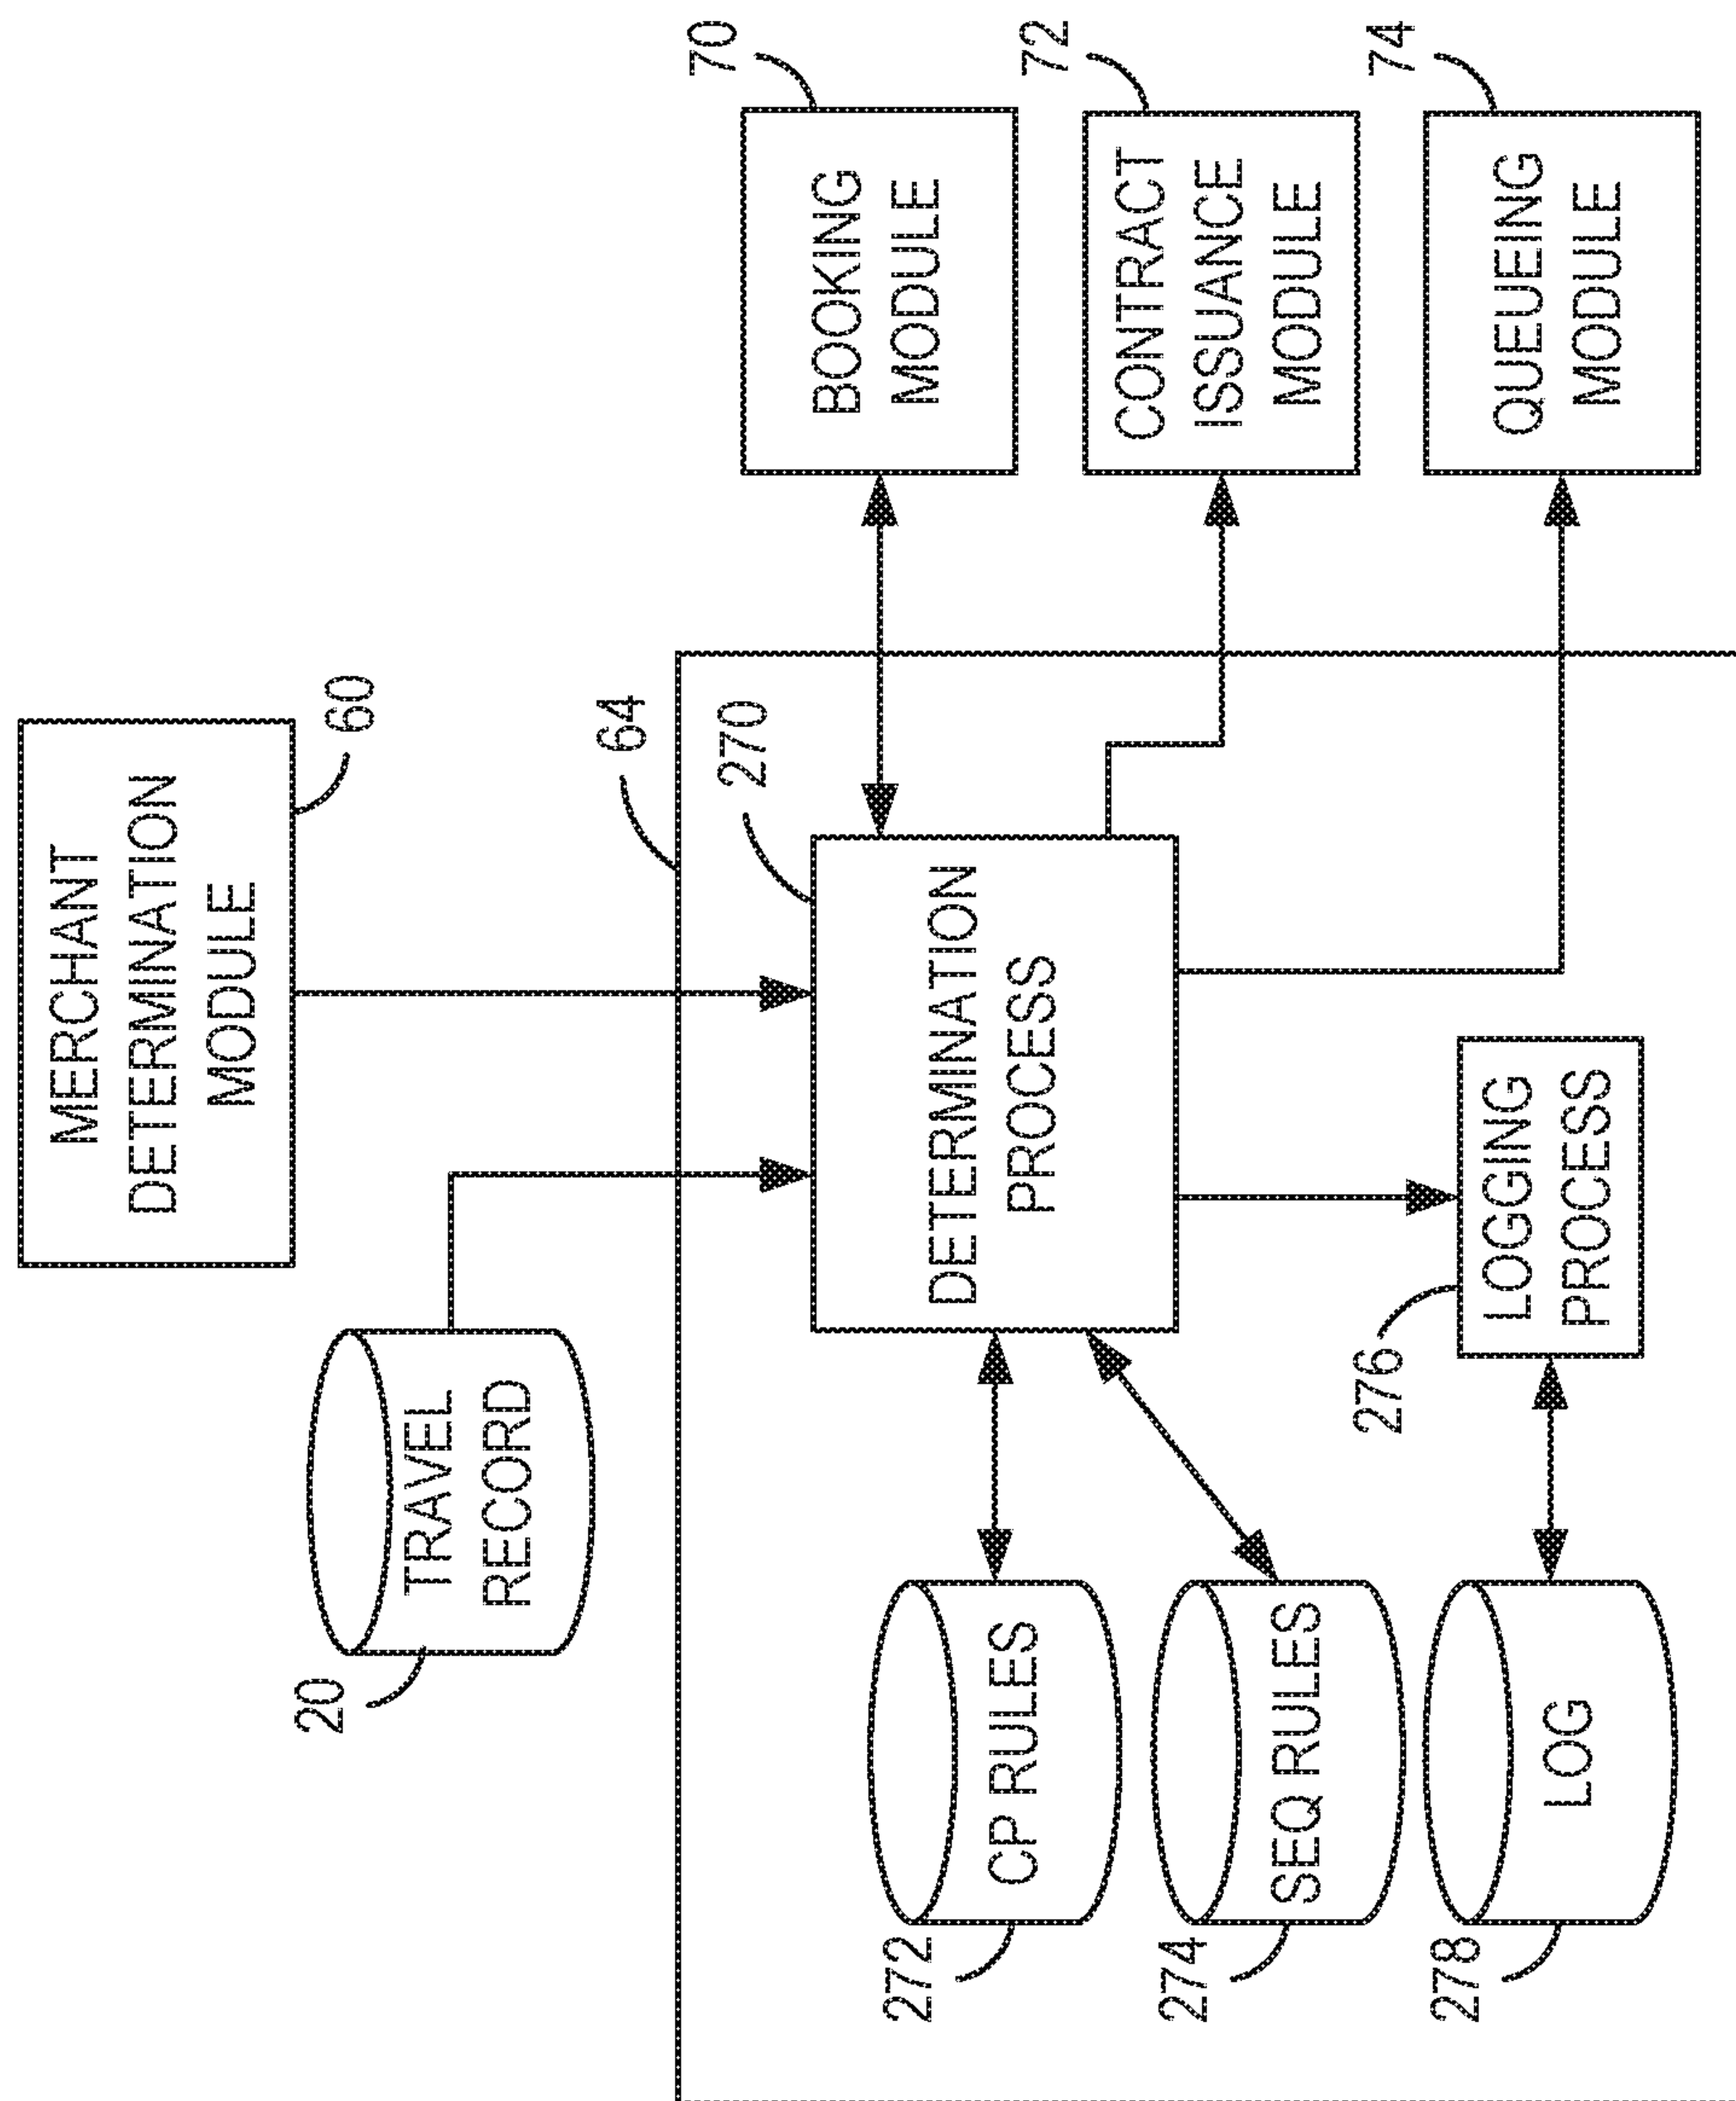 MERCHANT
DETERMINATION
MODULE
60
TRAVEL
RECORD
20
64
270
DETERMINATION
PROCESS
BOOKING
MODULE
70
CP RULES
272
CONTRACT
ISSUANCE
MODULE
72
SEQ RULES
274
LOGGING
PROCESS
276
QUEUEING
MODULE
74
LOG
278